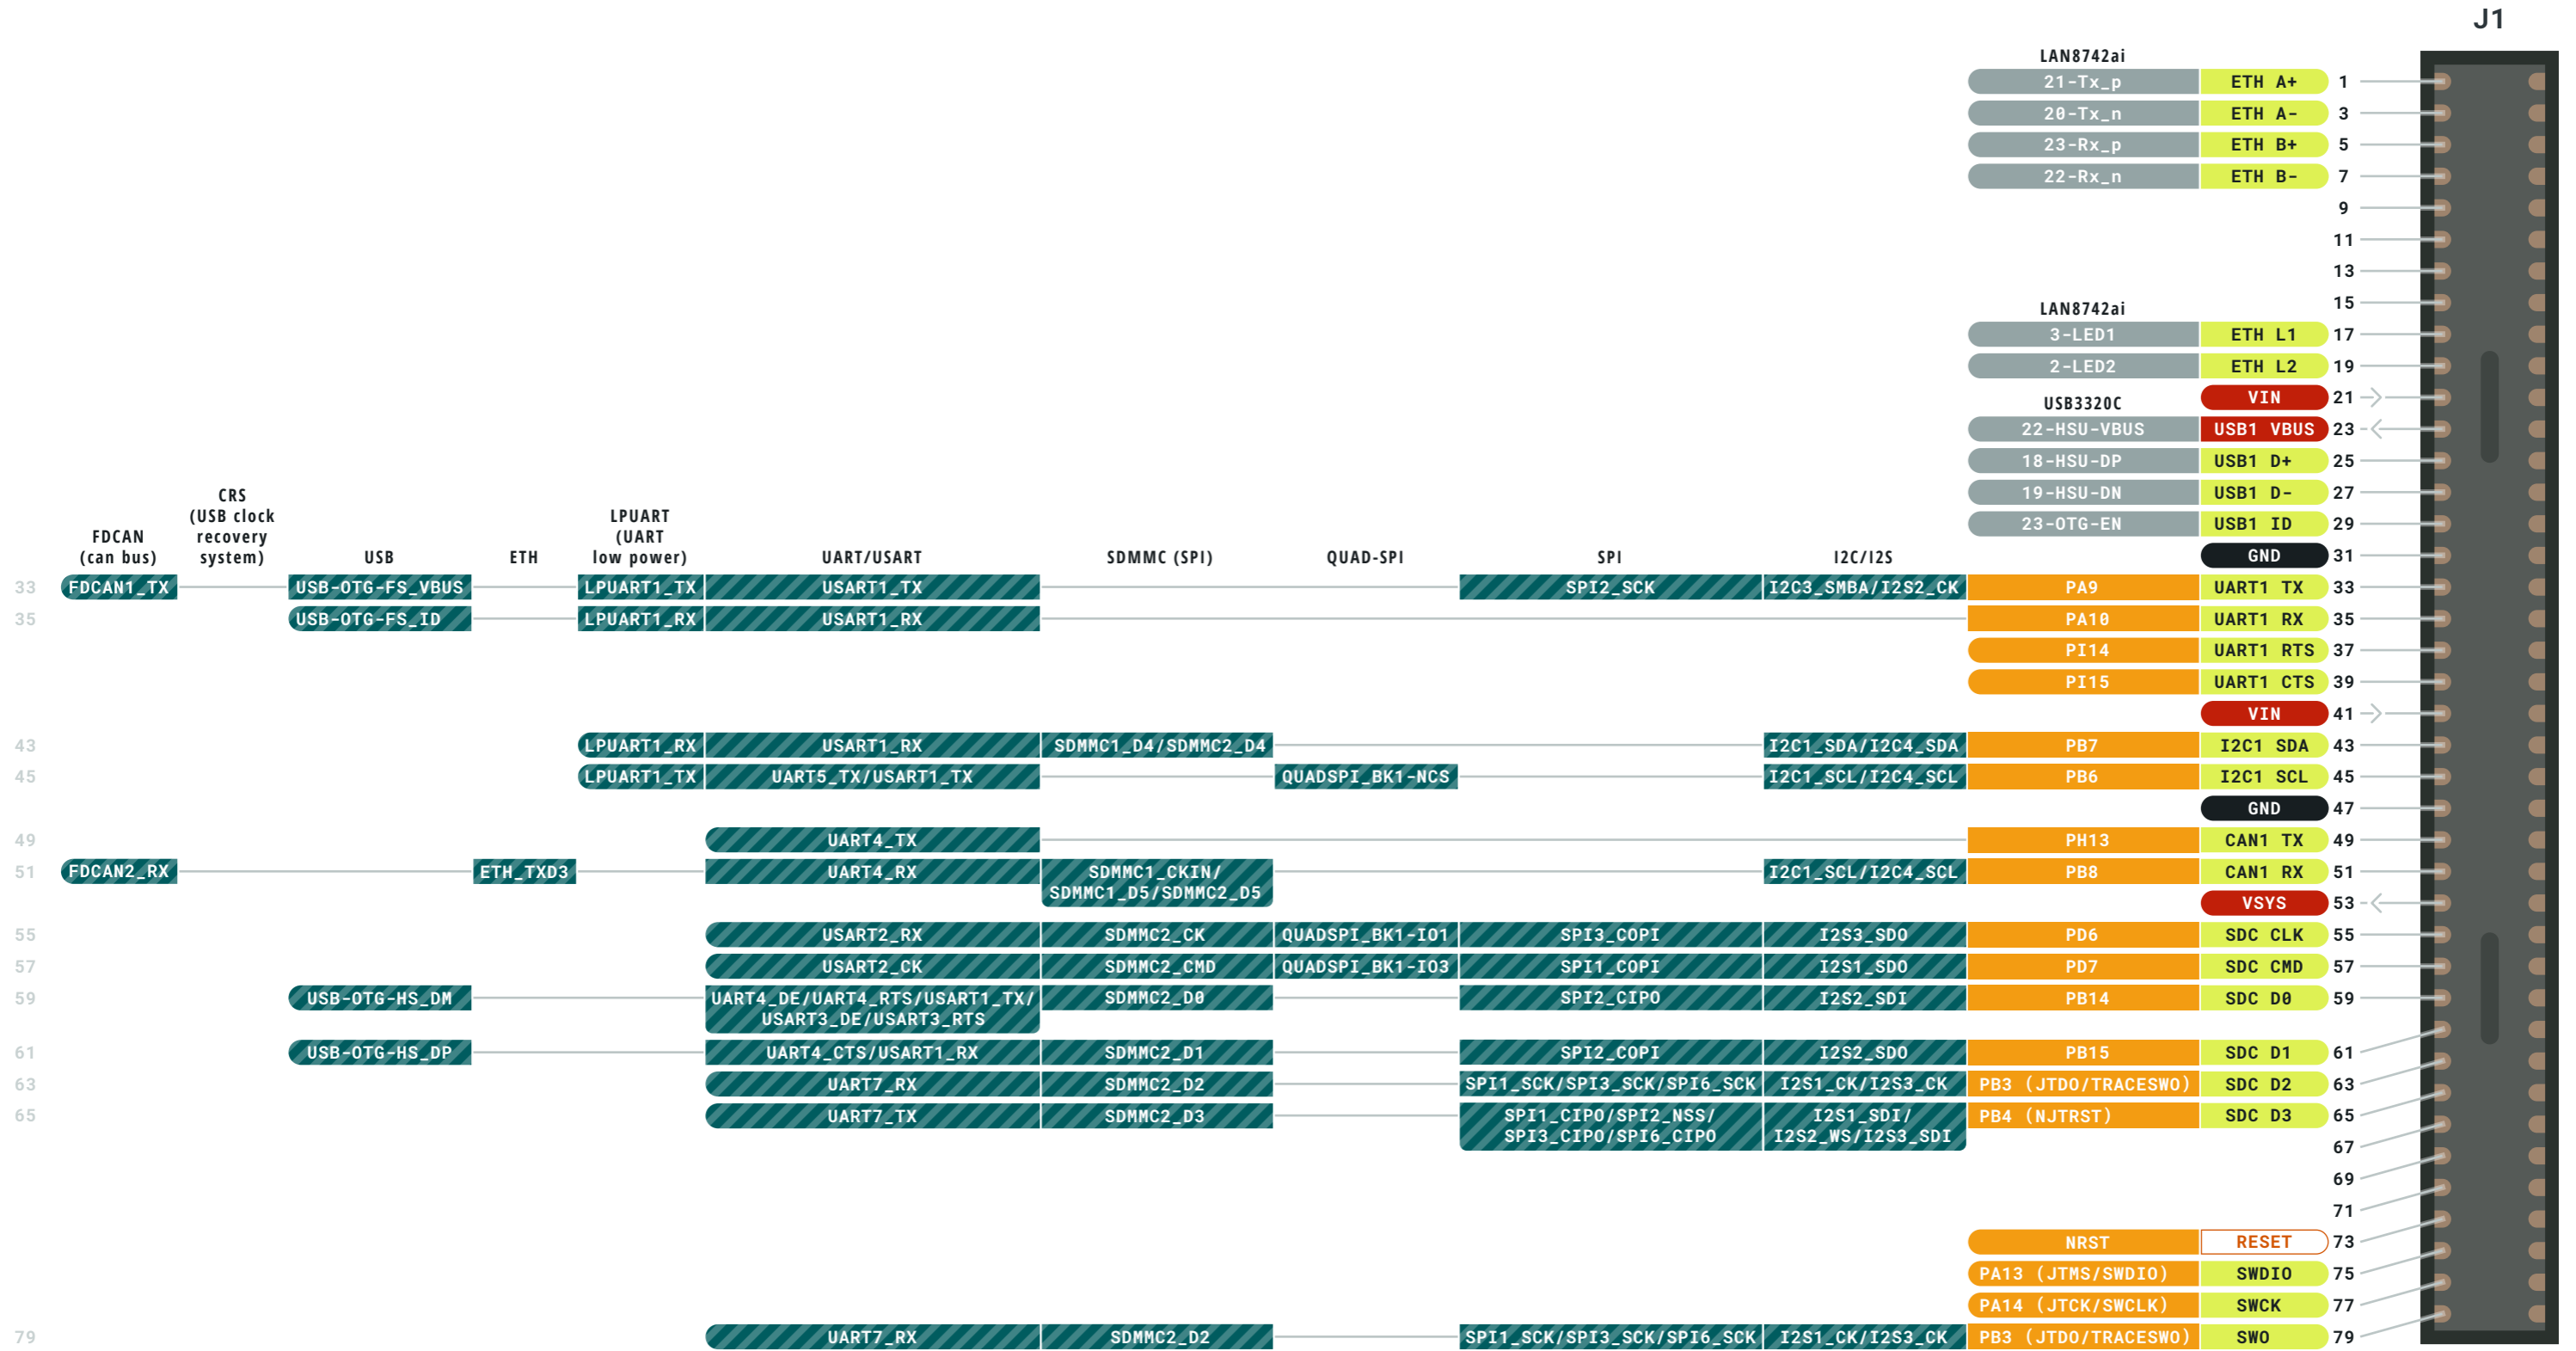 J1
LAN8742ai
21-Tx_p ETH A+ 1
20-Tx_n ETH A- 3
23-Rx_p ETH B+ 5
22-Rx_n ETH B- 7
9
11
13
15
LAN8742ai
3-LED1 ETH L1 17
2-LED2 ETH L2 19
VIN 21
USB3320C
22-HSU-VBUS USB1 VBUS 23
18-HSU-DP USB1 D+ 25
19-HSU-DN USB1 D- 27
23-OTG-EN USB1 ID 29
GND 31
FDCAN
(can bus)
CRS
(USB clock
recovery
system)
USB
ETH
LPUART
(UART
low power)
UART/USART
SDMMC (SPI)
QUAD-SPI
SPI
I2C/I2S
33 FDCAN1_TX USB-OTG-FS_VBUS LPUART1_TX USART1_TX SPI2_SCK I2C3_SMBA/I2S2_CK PA9 UART1 TX 33
35 USB-OTG-FS_ID LPUART1_RX USART1_RX PA10 UART1 RX 35
PI14 UART1 RTS 37
PI15 UART1 CTS 39
VIN 41
43 LPUART1_RX USART1_RX SDMMC1_D4/SDMMC2_D4 I2C1_SDA/I2C4_SDA PB7 I2C1 SDA 43
45 LPUART1_TX UART5_TX/USART1_TX QUADSPI_BK1-NCS I2C1_SCL/I2C4_SCL PB6 I2C1 SCL 45
GND 47
49 UART4_TX PH13 CAN1 TX 49
51 FDCAN2_RX ETH_TXD3 UART4_RX SDMMC1_CKIN/ I2C1_SCL/I2C4_SCL PB8 CAN1 RX 51
SDMMC1_D5/SDMMC2_D5
VSYS 53
55 USART2_RX SDMMC2_CK QUADSPI_BK1-IO1 SPI3_COPI I2S3_SDO PD6 SDC CLK 55
57 USART2_CK SDMMC2_CMD QUADSPI_BK1-IO3 SPI1_COPI I2S1_SDO PD7 SDC CMD 57
59 USB-OTG-HS_DM UART4_DE/UART4_RTS/USART1_TX/ SDMMC2_D0 SPI2_CIPO I2S2_SDI PB14 SDC D0 59
USART3_DE/USART3_RTS
61 USB-OTG-HS_DP UART4_CTS/USART1_RX SDMMC2_D1 SPI2_COPI I2S2_SDO PB15 SDC D1 61
63 UART7_RX SDMMC2_D2 SPI1_SCK/SPI3_SCK/SPI6_SCK I2S1_CK/I2S3_CK PB3 (JTDO/TRACESWO) SDC D2 63
65 UART7_TX SDMMC2_D3 SPI1_CIPO/SPI2_NSS/ I2S1_SDI/ PB4 (NJTRST) SDC D3 65
SPI3_CIPO/SPI6_CIPO I2S2_WS/I2S3_SDI
67
69
71
NRST RESET 73
PA13 (JTMS/SWDIO) SWDIO 75
PA14 (JTCK/SWCLK) SWCK 77
79 UART7_RX SDMMC2_D2 SPI1_SCK/SPI3_SCK/SPI6_SCK I2S1_CK/I2S3_CK PB3 (JTDO/TRACESWO) SWO 79